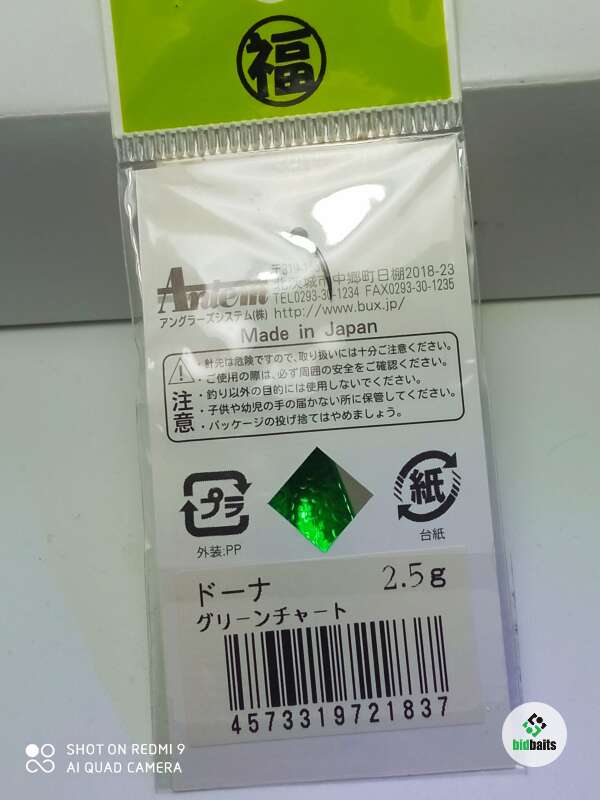 福
Antem
アングラーズシステム(株)
北茨城市中郷町日棚2018-23
TEL0293-30-1234 FAX0293-30-1235
http://www.bux.jp/
Made in Japan
注意
・針先は危険ですので、取り扱いには十分ご注意ください。
・ご使用の際は、必ず周囲の安全をご確認ください。
・釣り以外の目的には使用しないでください。
・子供や幼児の手の届かない所に保管してください。
・パッケージの投げ捨てはやめましょう。
プラ
外装:PP
紙
台紙
ドーナ 2.5g
グリーンチャート
4573319721837
SHOT ON REDMI 9
AI QUAD CAMERA
bidbaits